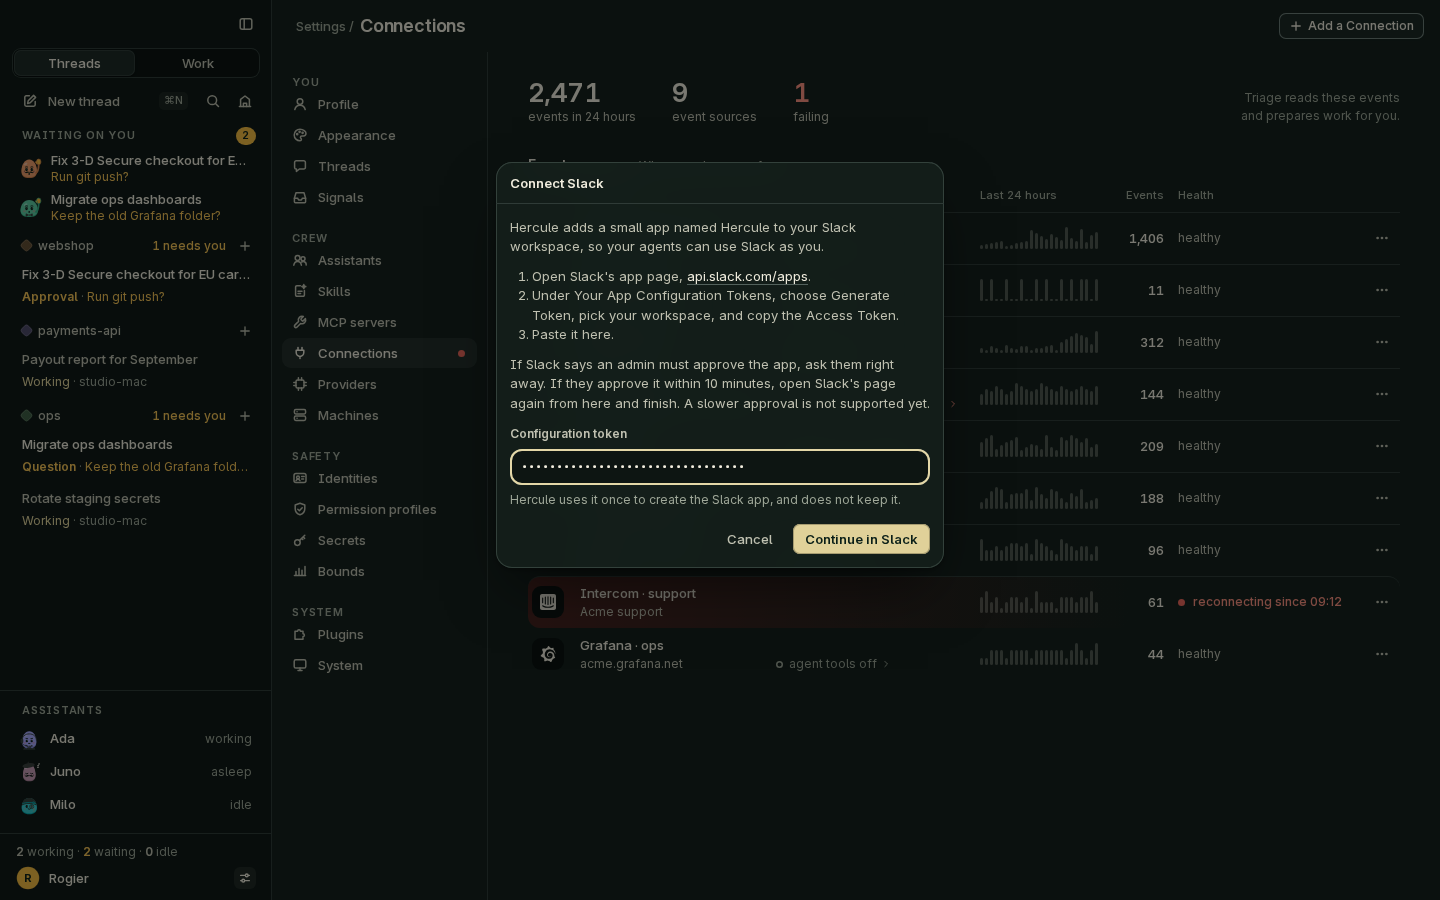 Settings / Connections
Add a Connection
Threads
Work
New thread
⌘N
WAITING ON YOU
2
Fix 3-D Secure checkout for E...
Run git push?
Migrate ops dashboards
Keep the old Grafana folder?
webshop
1 needs you
Fix 3-D Secure checkout for EU car...
Approval · Run git push?
payments-api
Payout report for September
Working · studio-mac
ops
1 needs you
Migrate ops dashboards
Question · Keep the old Grafana fold...
Rotate staging secrets
Working · studio-mac
ASSISTANTS
Ada
working
Juno
asleep
Milo
idle
2 working · 2 waiting · 0 idle
R
Rogier
YOU
Profile
Appearance
Threads
Signals
CREW
Assistants
Skills
MCP servers
Connections
Providers
Machines
SAFETY
Identities
Permission profiles
Secrets
Bounds
SYSTEM
Plugins
System
2,471
events in 24 hours
9
event sources
1
failing
Triage reads these events
and prepares work for you.
Last 24 hours
Events
Health
1,406
healthy
11
healthy
312
healthy
144
healthy
209
healthy
188
healthy
96
healthy
Intercom · support
Acme support
61
reconnecting since 09:12
Grafana · ops
acme.grafana.net
agent tools off
44
healthy
Connect Slack
Hercule adds a small app named Hercule to your Slack
workspace, so your agents can use Slack as you.
1. Open Slack's app page, api.slack.com/apps.
2. Under Your App Configuration Tokens, choose Generate
Token, pick your workspace, and copy the Access Token.
3. Paste it here.
If Slack says an admin must approve the app, ask them right
away. If they approve it within 10 minutes, open Slack's page
again from here and finish. A slower approval is not supported yet.
Configuration token
Hercule uses it once to create the Slack app, and does not keep it.
Cancel
Continue in Slack